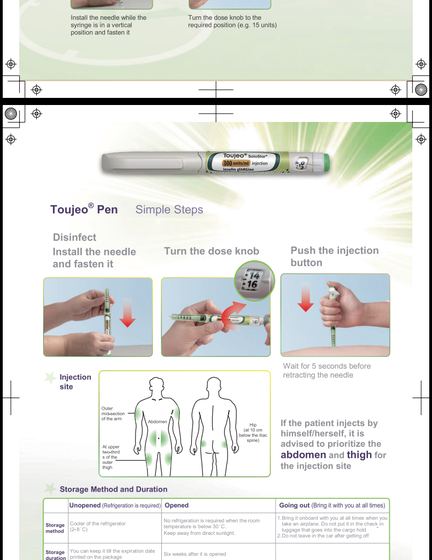 Install the needle while the
syringe is in a vertical
position and fasten it
Turn the dose knob to the
required position (e.g. 15 units)
Toujeo® SoloStar®
300 units/ml injection
insulin glargine
Toujeo® Pen Simple Steps
Disinfect
Install the needle
and fasten it
Turn the dose knob
Push the injection
button
14
16
Wait for 5 seconds before
retracting the needle
Injection
site
Outer
midsection
of the arm
Abdomen
At upper
two-third
s of the
outer
thigh
Hip
(at 10 cm
below the iliac
spine)
If the patient injects by
himself/herself, it is
advised to prioritize the
abdomen and thigh for
the injection site
Storage Method and Duration
Unopened (Refrigeration is required)
Opened
Going out (Bring it with you at all times)
Storage
method
Cooler of the refrigerator
(2~8°C)
No refrigeration is required when the room
temperature is below 30°C.
Keep away from direct sunlight.
1.Bring it onboard with you at all times when you
take an airplane. Do not put it in the check in
luggage that goes into the cargo hold.
2.Do not leave in the car after getting off
Storage
duration
You can keep it till the expiration date
printed on the package
Six weeks after it is opened